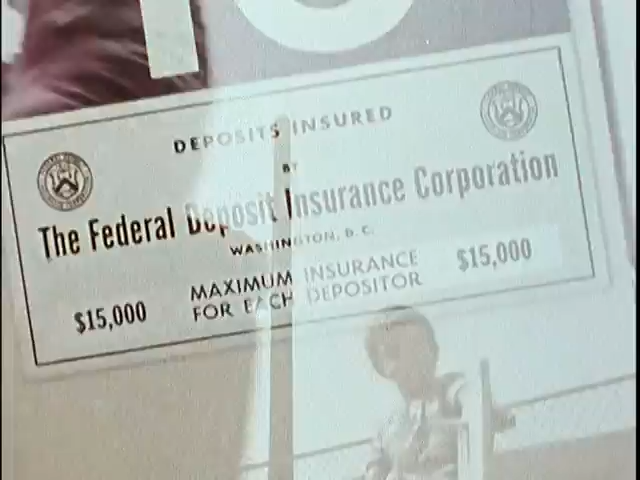 DEPOSITS INSURED
BY
The Federal Deposit Insurance Corporation
WASHINGTON, D.C.
$15,000 MAXIMUM INSURANCE $15,000
FOR EACH DEPOSITOR